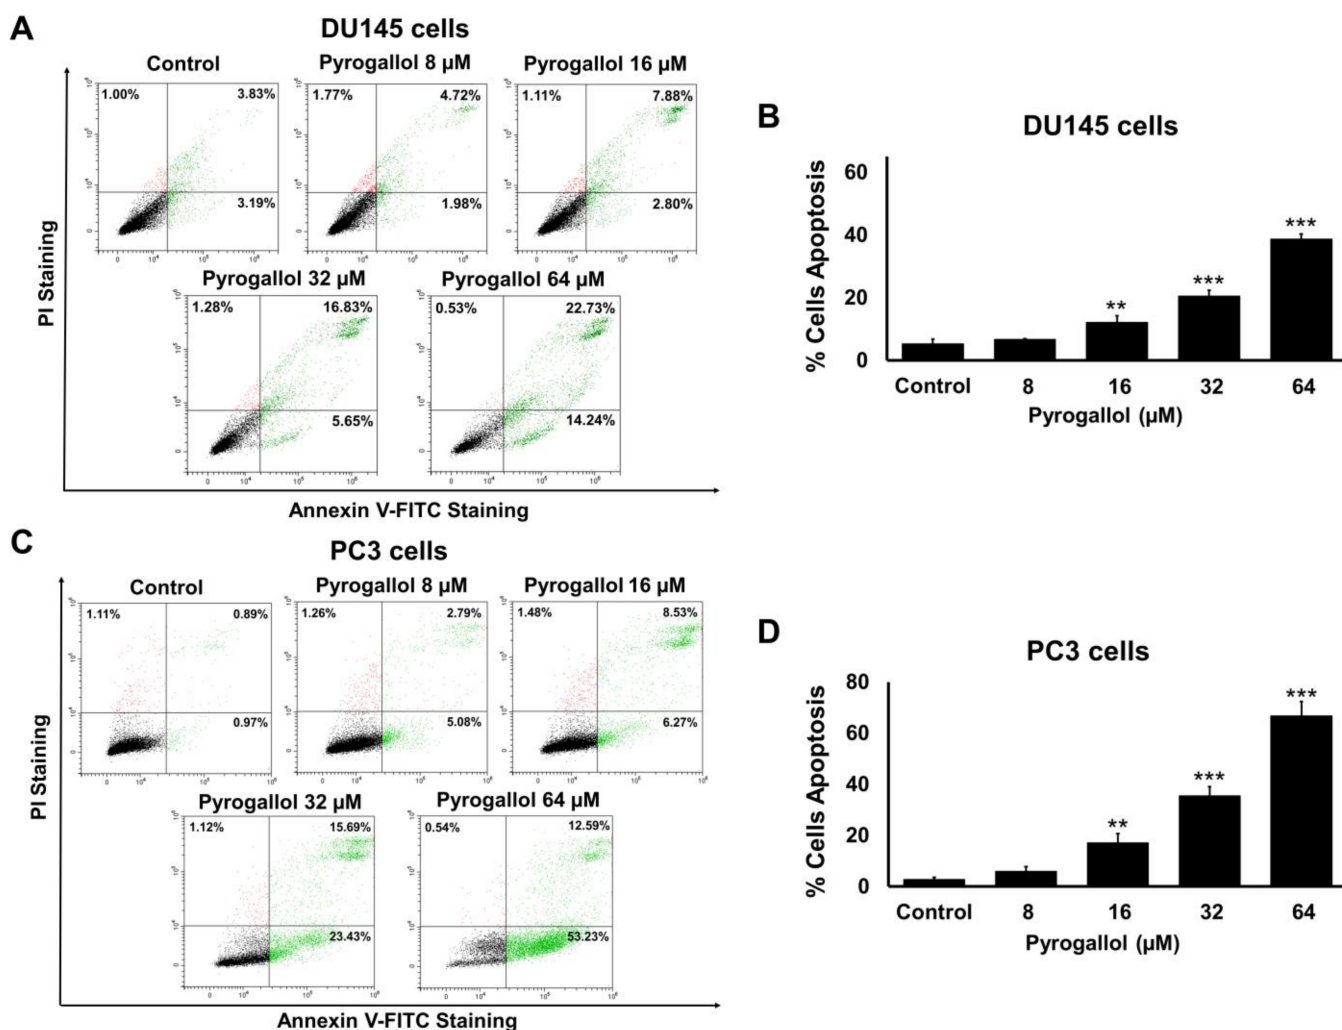 A
DU145 cells
Control
Pyrogallol 8 µM
Pyrogallol 16 µM
1.00%
3.83%
3.19%
1.77%
4.72%
1.98%
1.11%
7.88%
2.80%
Pyrogallol 32 µM
Pyrogallol 64 µM
1.28%
16.83%
5.65%
0.53%
22.73%
14.24%
PI Staining
Annexin V-FITC Staining
B
DU145 cells
% Cells Apoptosis
60
40
20
0
**
***
***
Control 8 16 32 64
Pyrogallol (µM)
C
PC3 cells
Control
Pyrogallol 8 µM
Pyrogallol 16 µM
1.11%
0.89%
0.97%
1.26%
2.79%
5.08%
1.48%
8.53%
6.27%
Pyrogallol 32 µM
Pyrogallol 64 µM
1.12%
15.69%
23.43%
0.54%
12.59%
53.23%
PI Staining
Annexin V-FITC Staining
D
PC3 cells
% Cells Apoptosis
80
60
40
20
0
**
***
***
Control 8 16 32 64
Pyrogallol (µM)